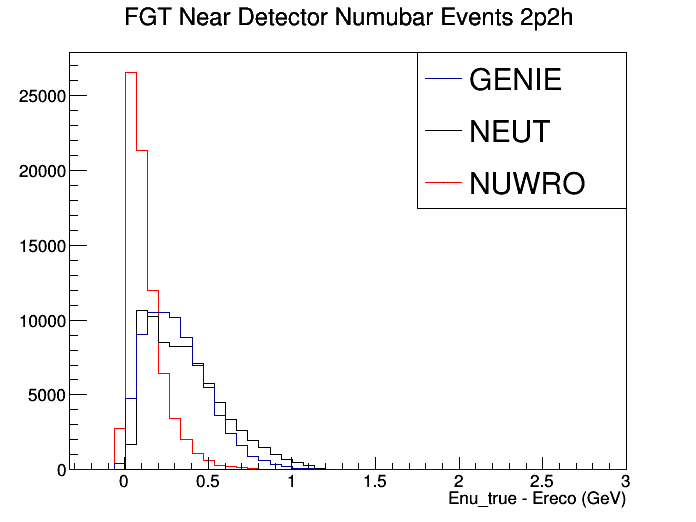 FGT Near Detector Numubar Events 2p2h
GENIE
NEUT
NUWRO
25000
20000
15000
10000
5000
0
0 0.5 1 1.5 2 2.5 3
Enu_true - Ereco (GeV)